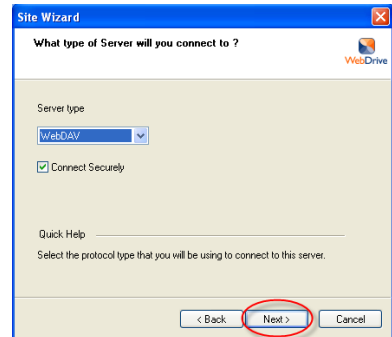 Site Wizard
What type of Server will you connect to ?
WebDrive
Server type
WebDAV
Connect Securely
Quick Help
Select the protocol type that you will be using to connect to this server.
< Back
Next >
Cancel